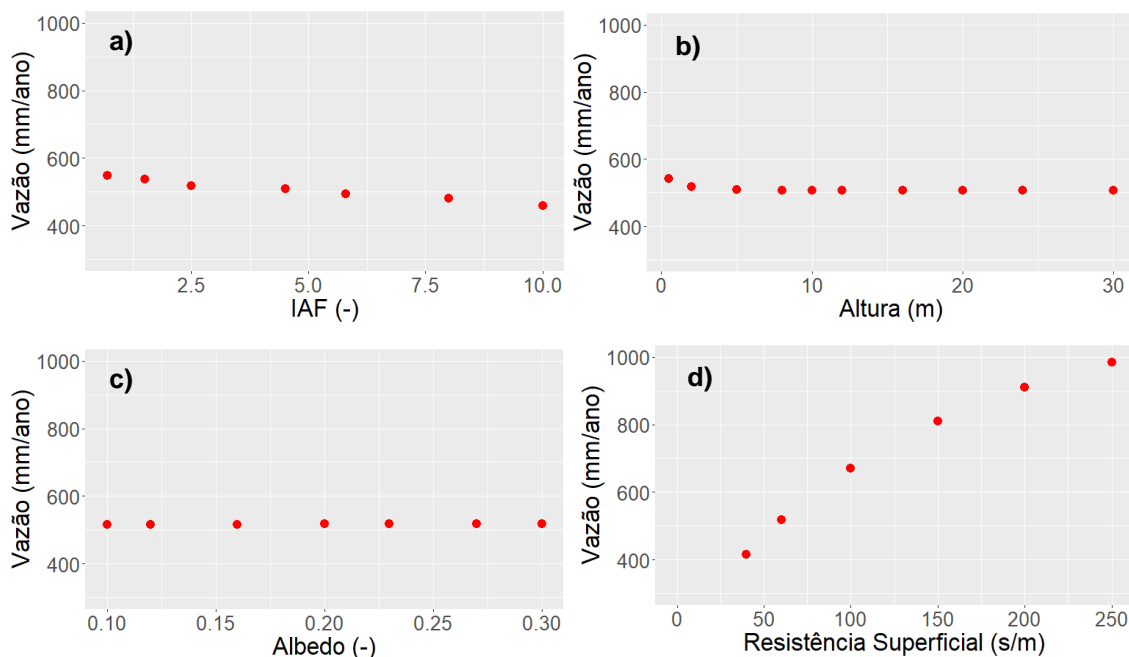 a)
Vazão (mm/ano)
1000
800
600
400
2.5 5.0 7.5 10.0
IAF (-)
b)
Vazão (mm/ano)
1000
800
600
400
0 10 20 30
Altura (m)
c)
Vazão (mm/ano)
1000
800
600
400
0.10 0.15 0.20 0.25 0.30
Albedo (-)
d)
Vazão (mm/ano)
1000
800
600
400
0 50 100 150 200 250
Resistência Superficial (s/m)